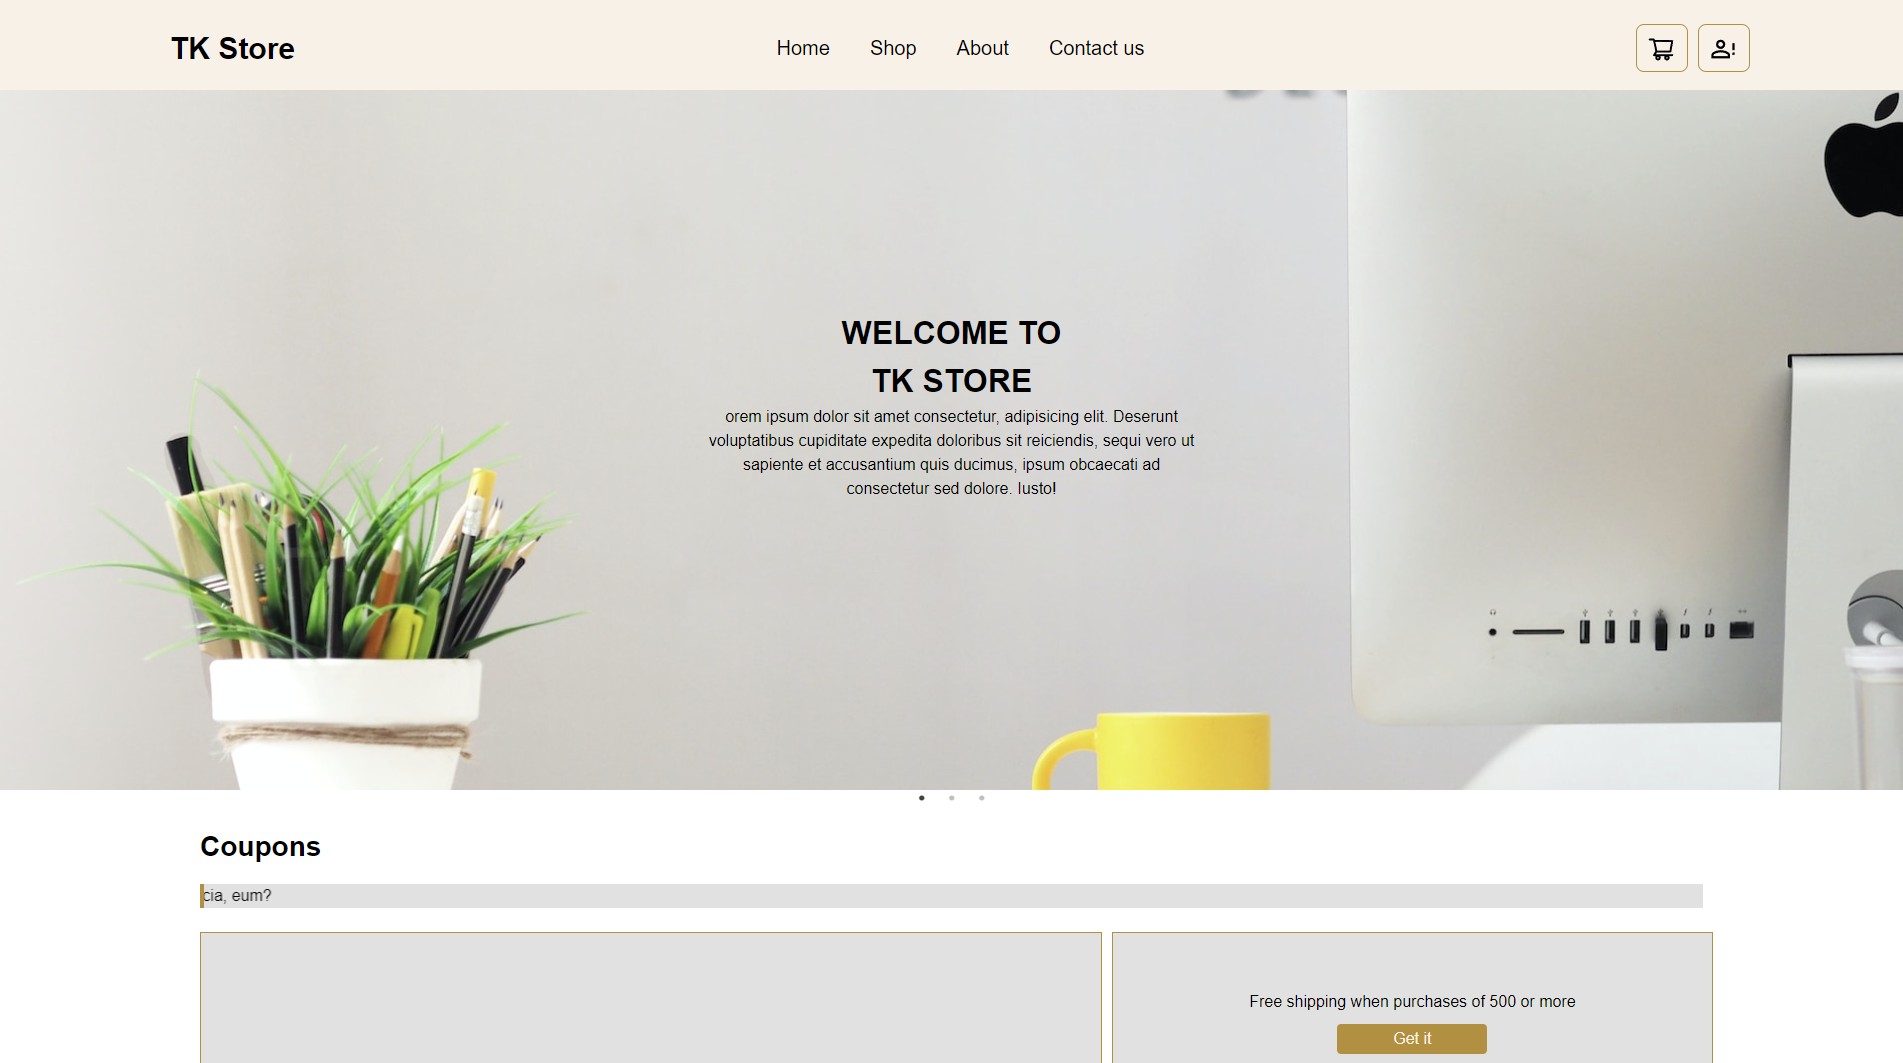 TK Store
Home
Shop
About
Contact us
WELCOME TO
TK STORE
orem ipsum dolor sit amet consectetur, adipisicing elit. Deserunt
voluptatibus cupiditate expedita doloribus sit reiciendis, sequi vero ut
sapiente et accusantium quis ducimus, ipsum obcaecati ad
consectetur sed dolore. Iusto!
Coupons
cia, eum?
Free shipping when purchases of 500 or more
Get it